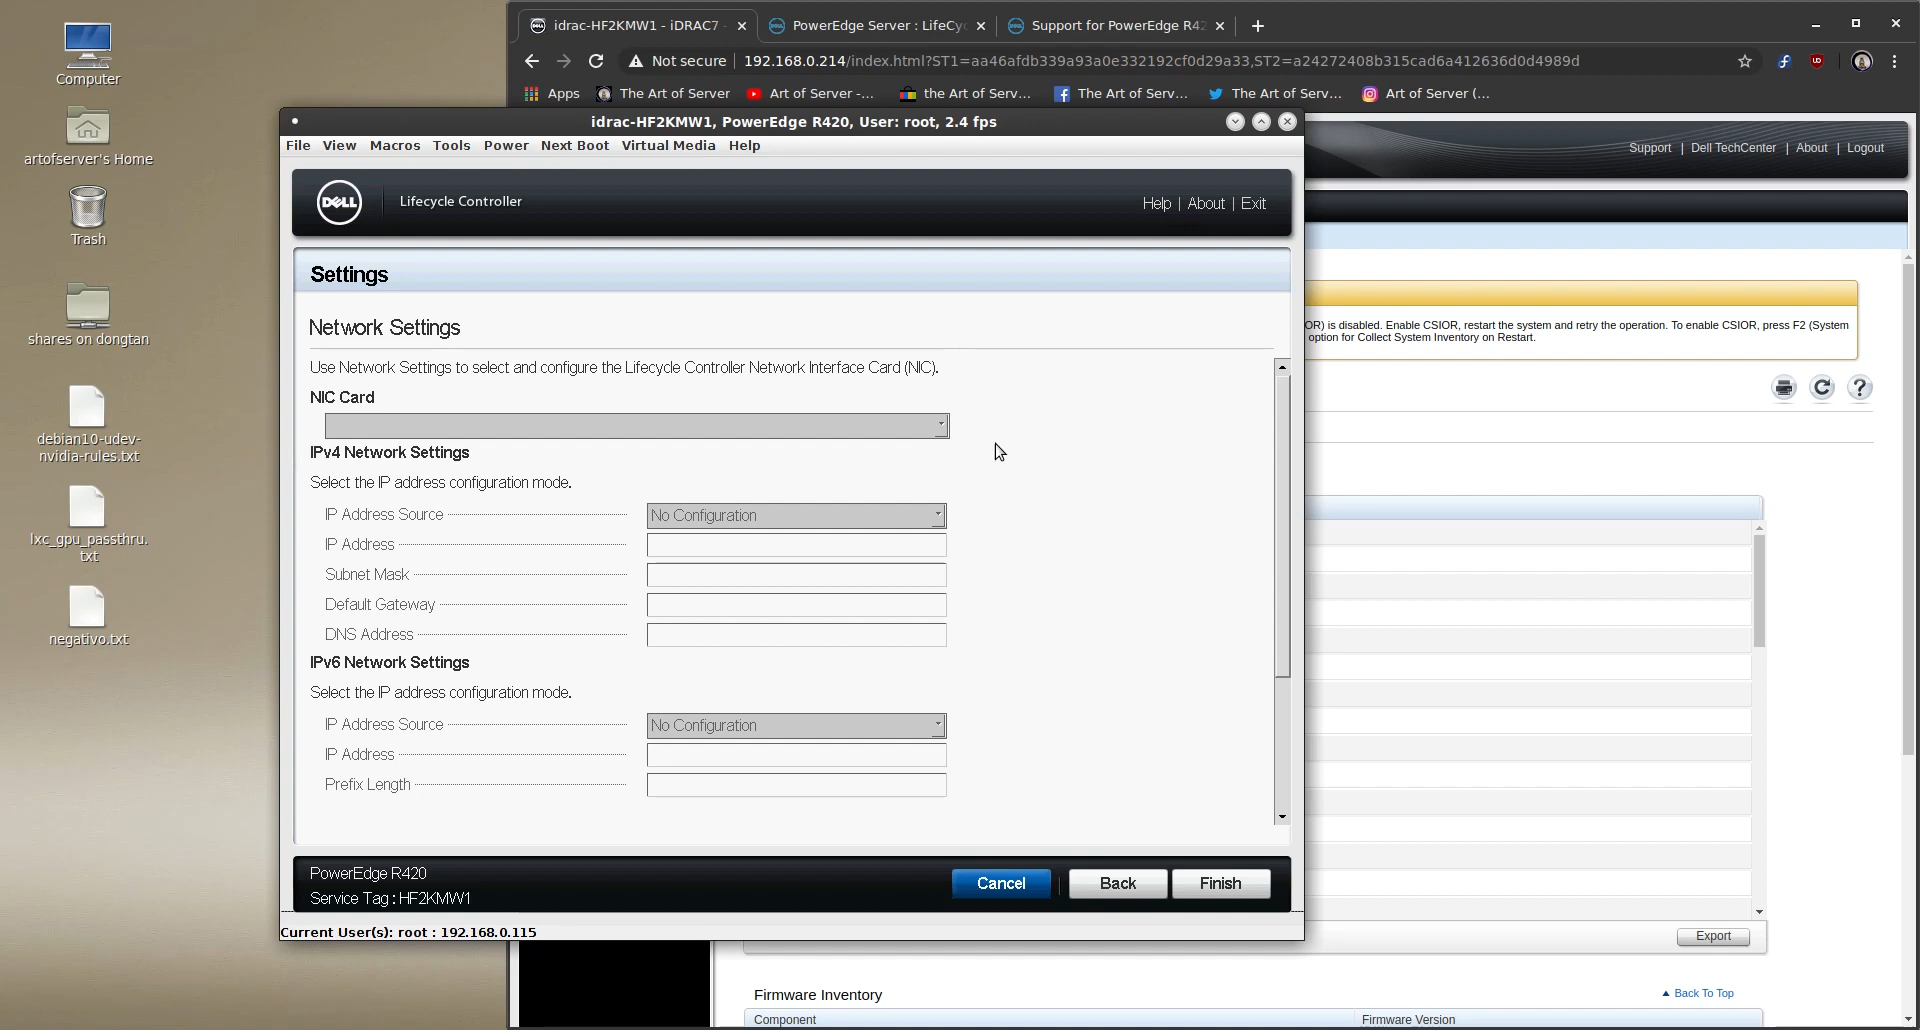 Computer
artofserver's Home
Trash
shares on dongtan
debian10-udev-
nvidia-rules.txt
lxc_gpu_passthru.
txt
negativo.txt
idrac-HF2KMW1 - iDRAC7
PowerEdge Server : LifeCy
Support for PowerEdge R42
Not secure
192.168.0.214/index.html?ST1=aa46afdb339a93a0e332192cf0d29a33,ST2=a24272408b315cad6a412636d0d4989d
Apps
The Art of Server
Art of Server -...
the Art of Serv...
The Art of Serv...
The Art of Serv...
Art of Server (...
idrac-HF2KMW1, PowerEdge R420, User: root, 2.4 fps
File View Macros Tools Power Next Boot Virtual Media Help
Support | Dell TechCenter | About | Logout
DELL
Lifecycle Controller
Help | About | Exit
Settings
Network Settings
OR) is disabled. Enable CSIOR, restart the system and retry the operation. To enable CSIOR, press F2 (System
option for Collect System Inventory on Restart.
Use Network Settings to select and configure the Lifecycle Controller Network Interface Card (NIC).
NIC Card
IPv4 Network Settings
Select the IP address configuration mode.
IP Address Source No Configuration
IP Address
Subnet Mask
Default Gateway
DNS Address
IPv6 Network Settings
Select the IP address configuration mode.
IP Address Source No Configuration
IP Address
Prefix Length
PowerEdge R420
Service Tag : HF2KMW1
Cancel
Back
Finish
Current User(s): root : 192.168.0.115
Export
Firmware Inventory
Back To Top
Component
Firmware Version